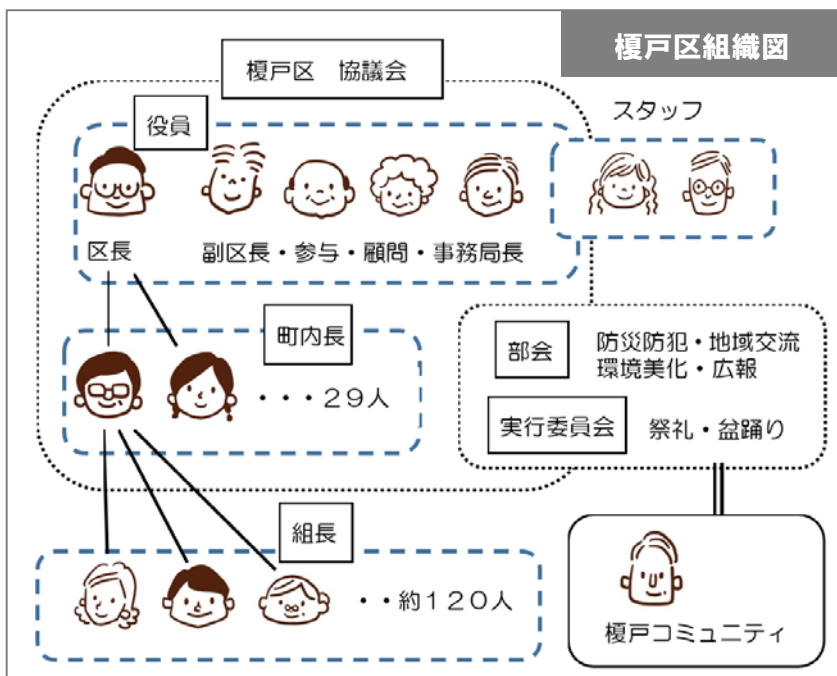 榎戸区組織図
榎戸区 協議会
役員
スタッフ
区長
副区長・参与・顧問・事務局長
町内長
・・・29人
部会
防災防犯・地域交流
環境美化・広報
実行委員会
祭礼・盆踊り
組長
・・約120人
榎戸コミュニティ